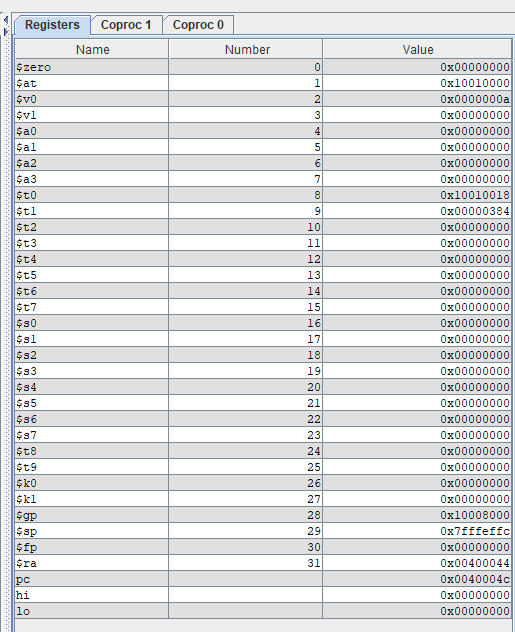 Registers Coproc 1 Coproc 0
Name Number Value
$zero 0 0x00000000
$at 1 0x10010000
$v0 2 0x0000000a
$v1 3 0x00000000
$a0 4 0x00000000
$a1 5 0x00000000
$a2 6 0x00000000
$a3 7 0x00000000
$t0 8 0x10010018
$t1 9 0x00000384
$t2 10 0x00000000
$t3 11 0x00000000
$t4 12 0x00000000
$t5 13 0x00000000
$t6 14 0x00000000
$t7 15 0x00000000
$s0 16 0x00000000
$s1 17 0x00000000
$s2 18 0x00000000
$s3 19 0x00000000
$s4 20 0x00000000
$s5 21 0x00000000
$s6 22 0x00000000
$s7 23 0x00000000
$t8 24 0x00000000
$t9 25 0x00000000
$k0 26 0x00000000
$k1 27 0x00000000
$gp 28 0x10008000
$sp 29 0x7fffeffc
$fp 30 0x00000000
$ra 31 0x00400044
pc 0x0040004c
hi 0x00000000
lo 0x00000000